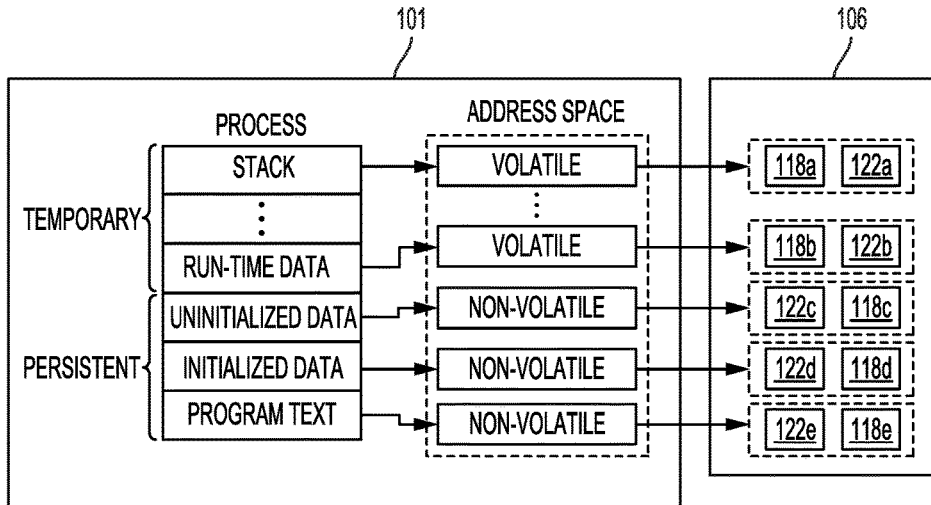 101
106
PROCESS
ADDRESS SPACE
TEMPORARY
STACK
VOLATILE
118a 122a
RUN-TIME DATA
VOLATILE
118b 122b
PERSISTENT
UNINITIALIZED DATA
NON-VOLATILE
122c 118c
INITIALIZED DATA
NON-VOLATILE
122d 118d
PROGRAM TEXT
NON-VOLATILE
122e 118e